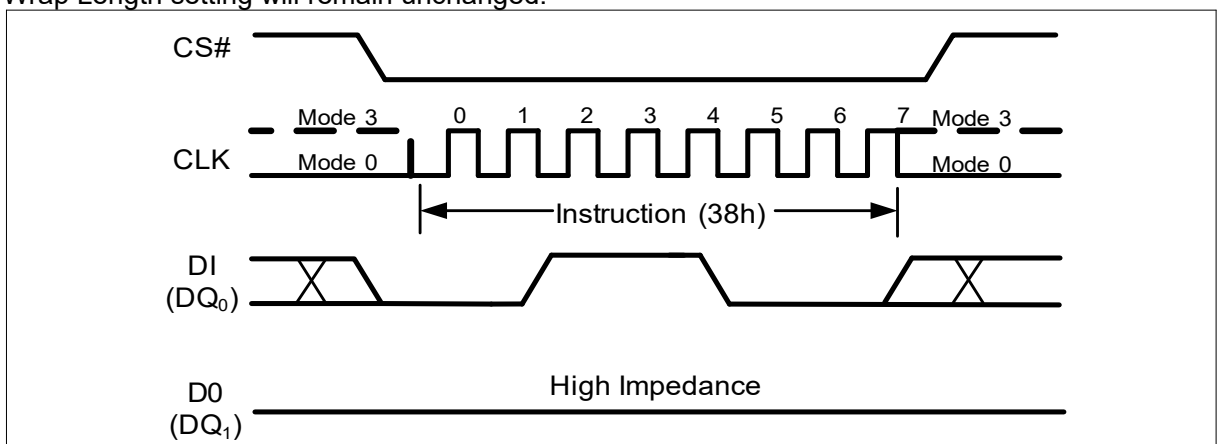 Wrap Length setting will remain unchanged.
CS#
Mode 3 0 1 2 3 4 5 6 7 Mode 3
CLK Mode 0 Mode 0
Instruction (38h)
DI
(DQ₀)
D0 High Impedance
(DQ₁)